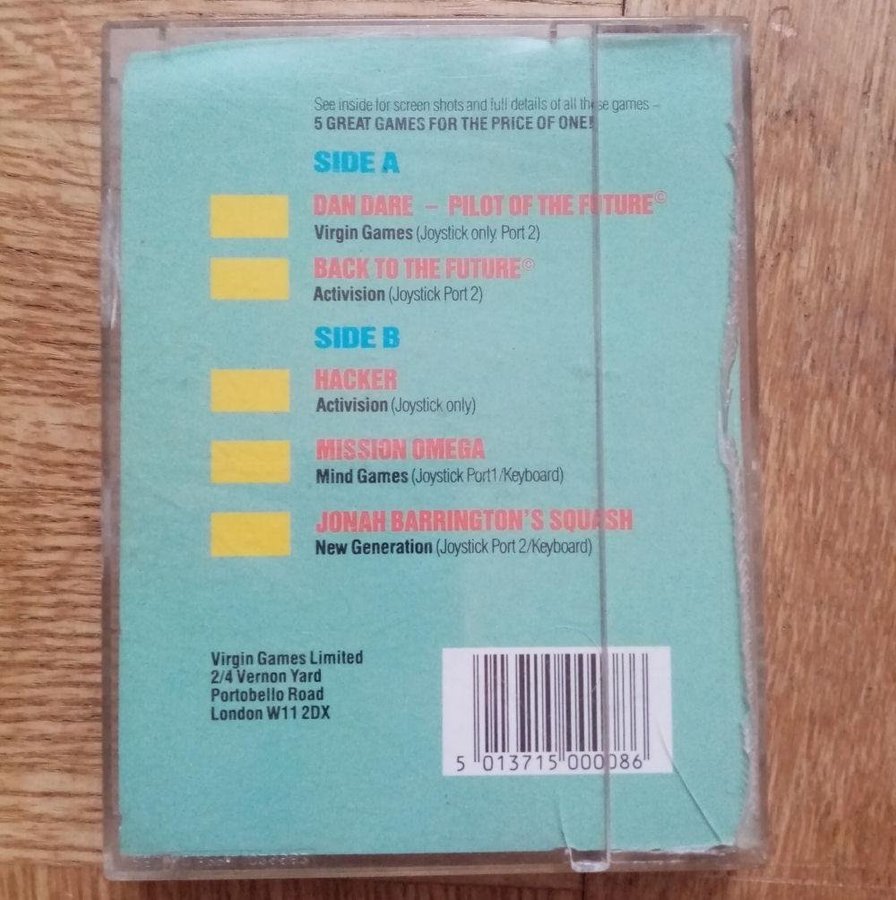 See inside for screen shots and full details of all these games –
5 GREAT GAMES FOR THE PRICE OF ONE!
SIDE A
DAN DARE – PILOT OF THE FUTURE©
Virgin Games (Joystick only Port 2)
BACK TO THE FUTURE©
Activision (Joystick Port 2)
SIDE B
HACKER
Activision (Joystick only)
MISSION OMEGA
Mind Games (Joystick Port1/Keyboard)
JONAH BARRINGTON'S SQUASH
New Generation (Joystick Port 2/Keyboard)
Virgin Games Limited
2/4 Vernon Yard
Portobello Road
London W11 2DX
5 013715 000086